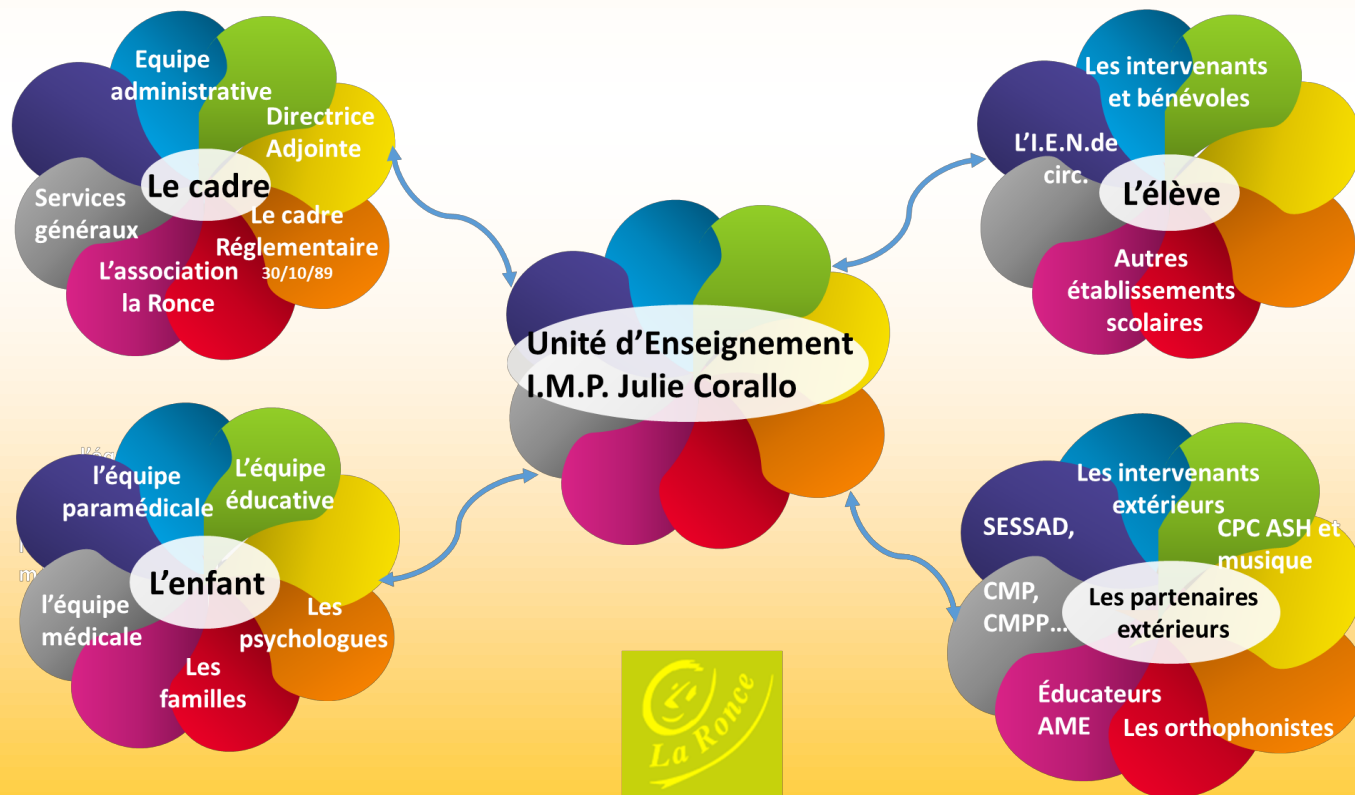 Equipe
administrative
Directrice
Adjointe
Le cadre
Services
généraux
Le cadre
Réglementaire
30/10/89
L’association
la Ronce
Les intervenants
et bénévoles
L’I.E.N.de
circ.
L’élève
Autres
établissements
scolaires
Unité d’Enseignement
I.M.P. Julie Corallo
l’équipe
paramédicale
L’équipe
éducative
L’enfant
l’équipe
médicale
Les
psychologues
Les
familles
Les intervenants
extérieurs
SESSAD,
CPC ASH et
musique
CMP,
CMPP...
Les partenaires
extérieurs
Éducateurs
AME
Les orthophonistes
La Ronce